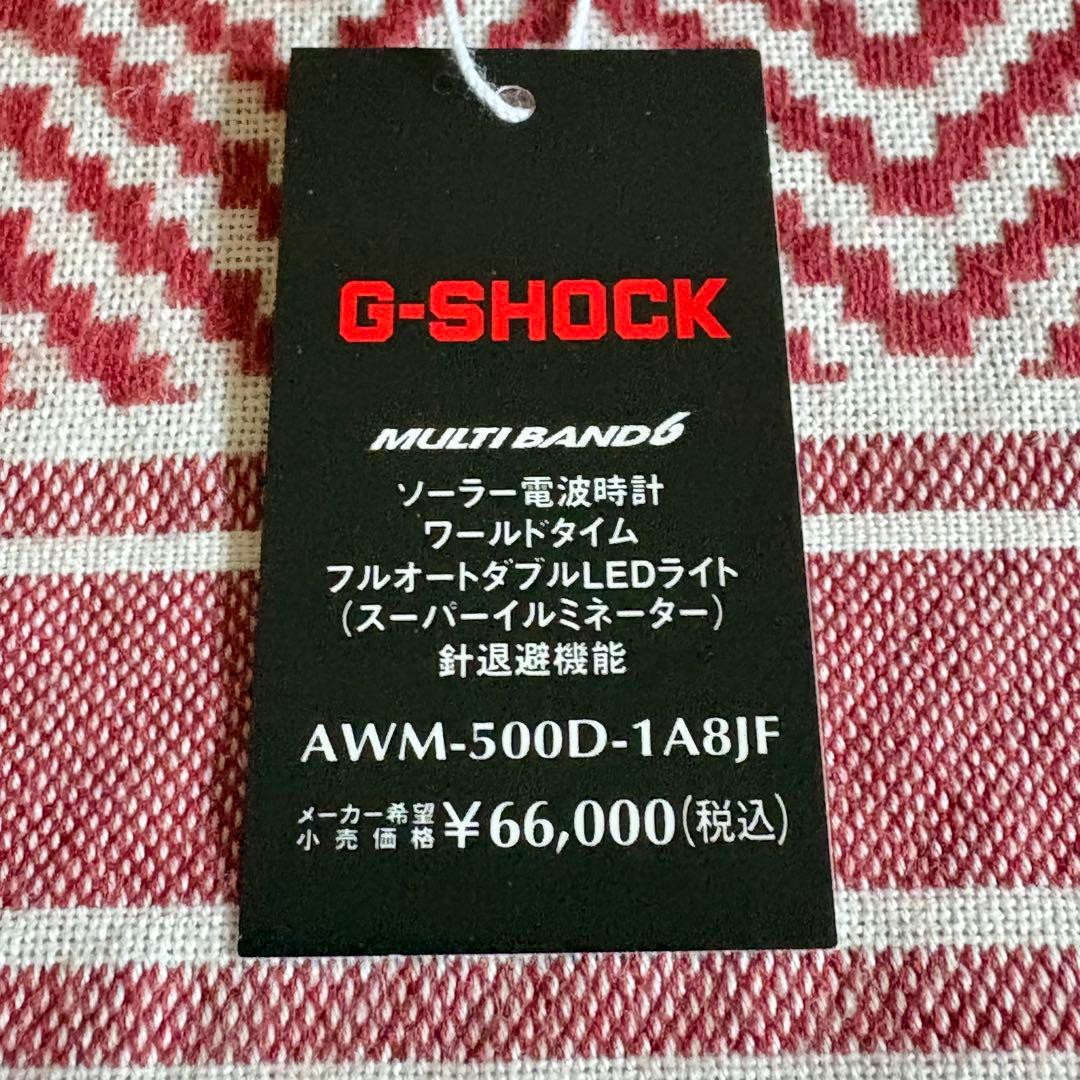 G-SHOCK
MULTI BAND 6
ソーラー電波時計
ワールドタイム
フルオートダブルLEDライト
(スーパーイルミネーター)
針退避機能
AWM-500D-1A8JF
メーカー希望
小売価格 ¥66,000(税込)